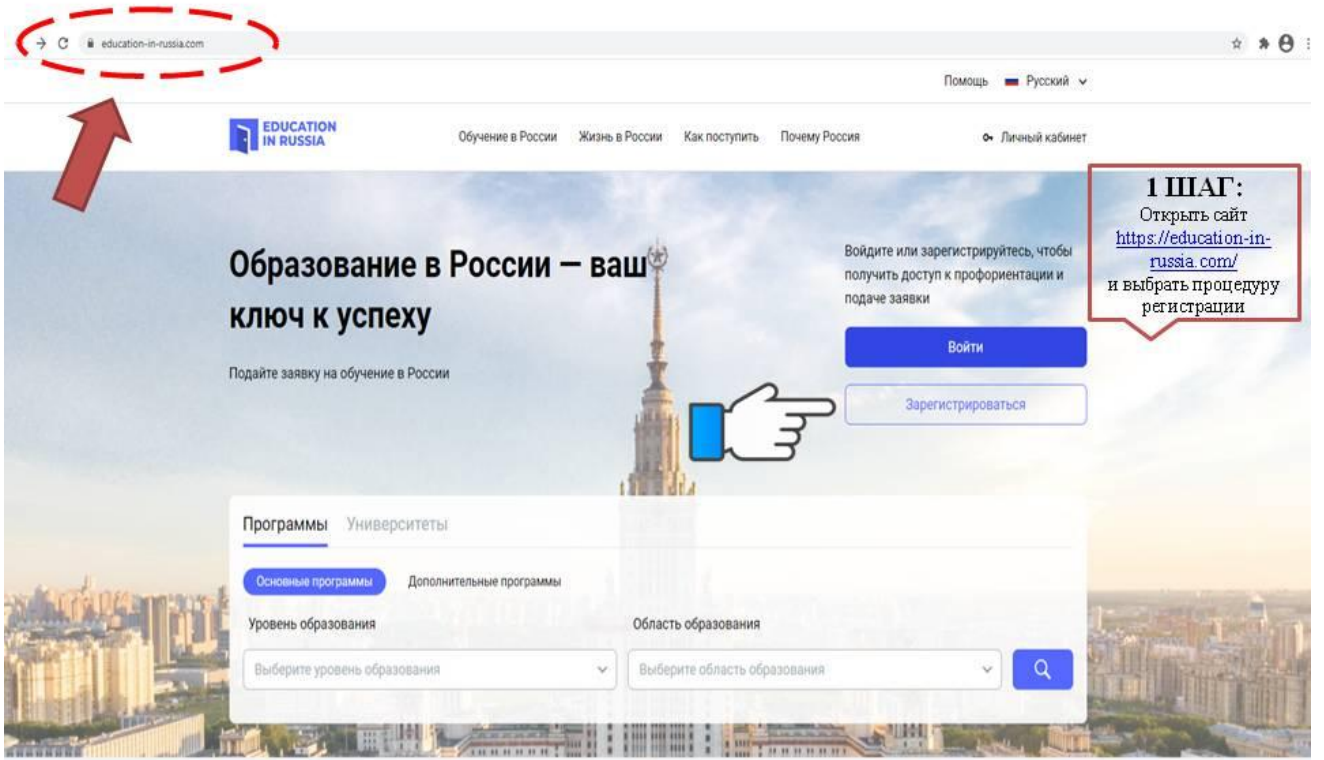 education-in-russia.com
Помощь Русский
EDUCATION
IN RUSSIA
Обучение в России Жизнь в России Как поступить Почему Россия Личный кабинет
1 ШАГ:
Открыть сайт
https://education-in-
russia.com/
и выбрать процедуру
регистрации
Образование в России — ваш
ключ к успеху
Подайте заявку на обучение в России
Войдите или зарегистрируйтесь, чтобы
получить доступ к профориентации и
подаче заявки
Войти
Зарегистрироваться
Программы Университеты
Основные программы Дополнительные программы
Уровень образования Область образования
Выберите уровень образования Выберите область образования